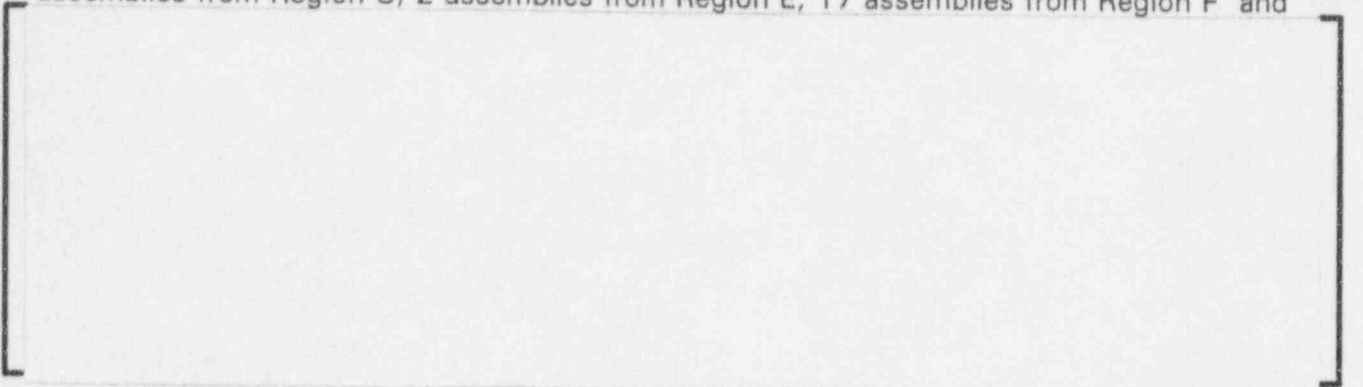 assemblies from Region C, 2 assemblies from Region E, 17 assemblies from Region F and